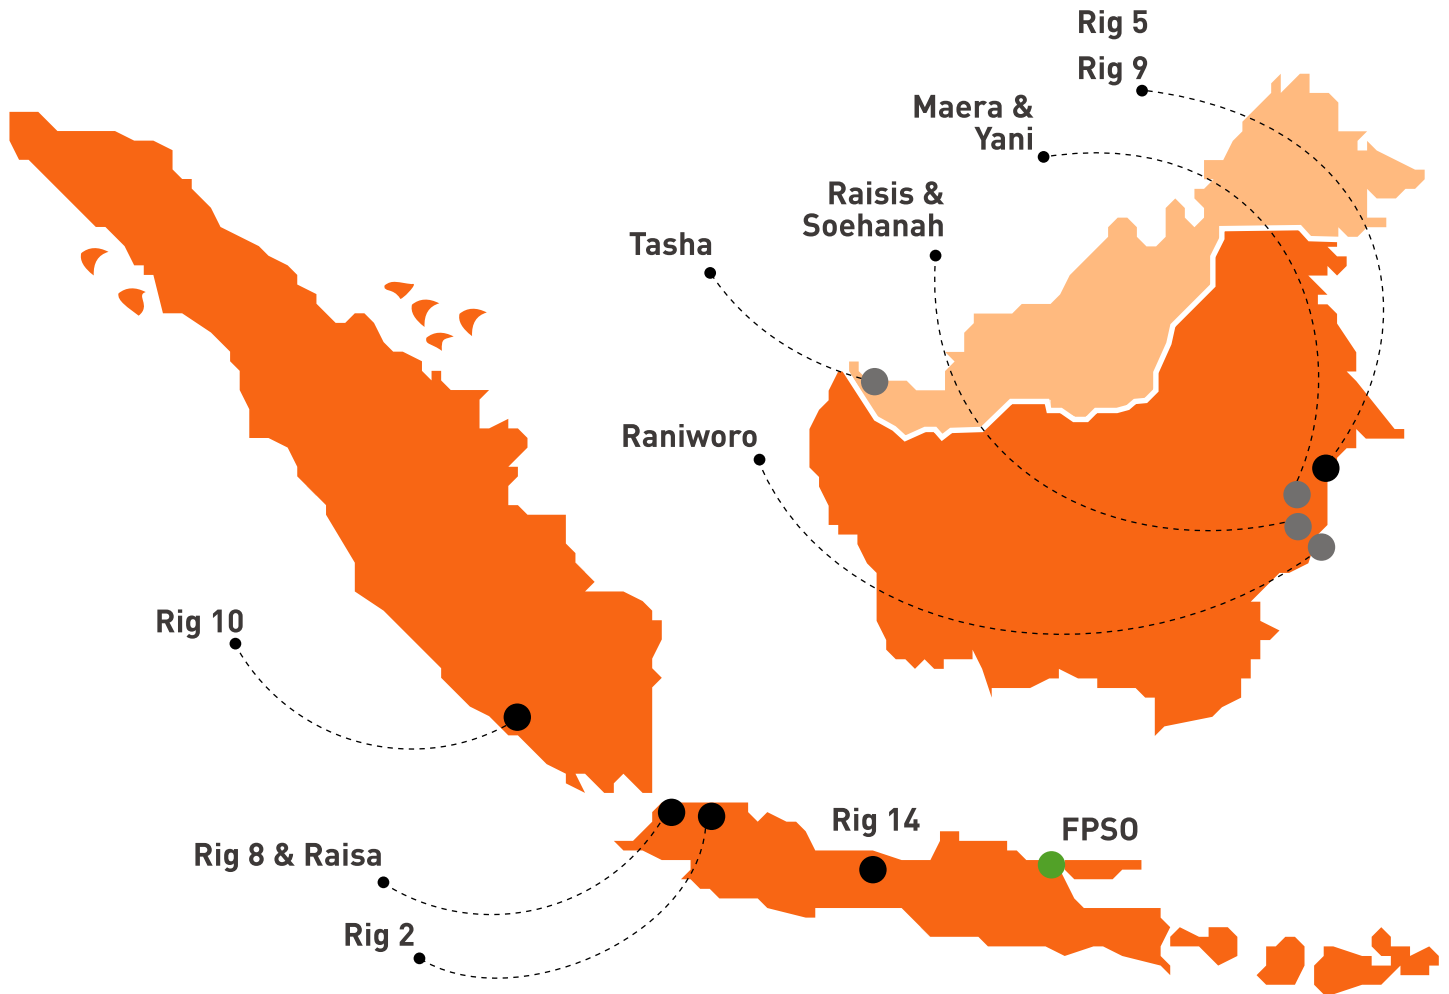 Rig 5
Rig 9
Maera &
Yani
Raisis &
Soehanah
Tasha
Raniworo
Rig 10
Rig 14
FPSO
Rig 8 & Raisa
Rig 2